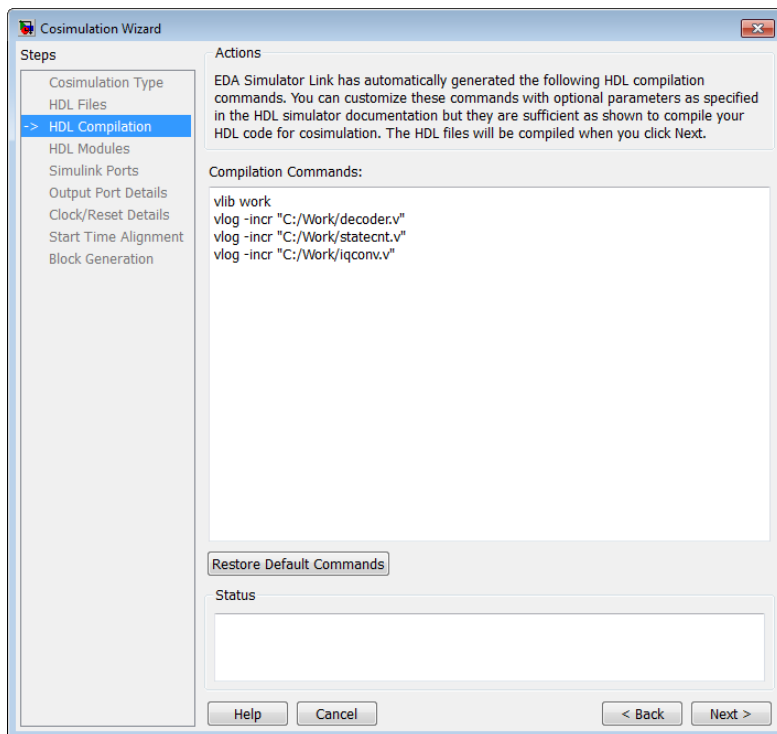 Cosimulation Wizard
Steps
Cosimulation Type
HDL Files
-> HDL Compilation
HDL Modules
Simulink Ports
Output Port Details
Clock/Reset Details
Start Time Alignment
Block Generation
Actions
EDA Simulator Link has automatically generated the following HDL compilation
commands. You can customize these commands with optional parameters as specified
in the HDL simulator documentation but they are sufficient as shown to compile your
HDL code for cosimulation. The HDL files will be compiled when you click Next.
Compilation Commands:
vlib work
vlog -incr "C:/Work/decoder.v"
vlog -incr "C:/Work/statecnt.v"
vlog -incr "C:/Work/iqconv.v"
Restore Default Commands
Status
Help Cancel < Back Next >